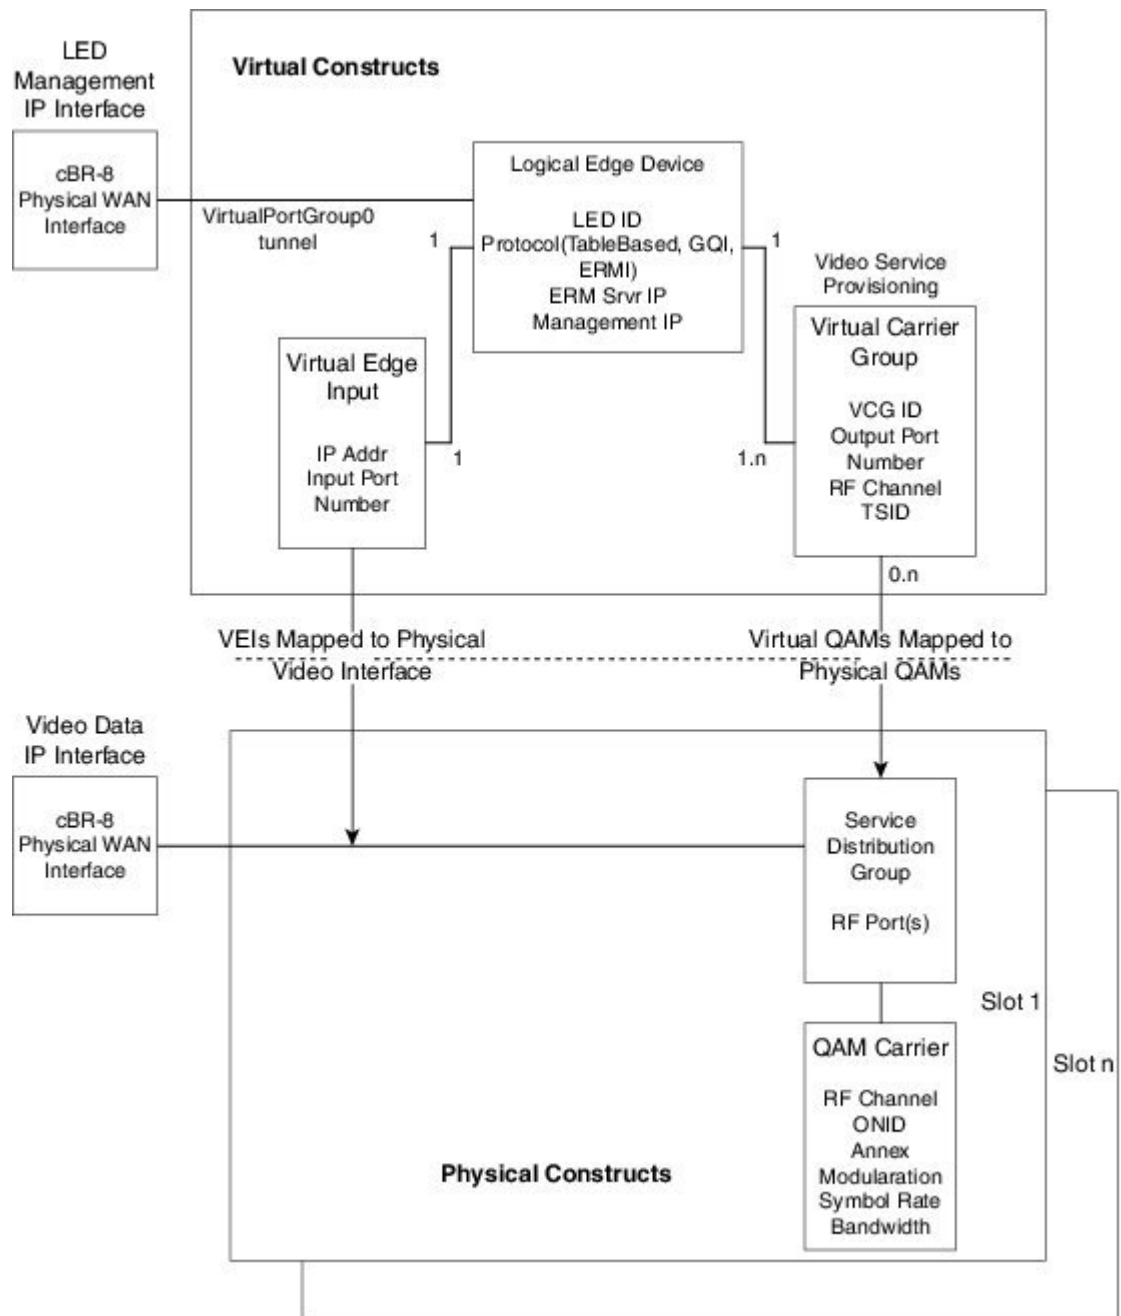 LED
Management
IP Interface
cBR-8
Physical WAN
Interface
Virtual Constructs
VirtualPortGroup0
tunnel
Logical Edge Device
LED ID
Protocol(TableBased, GQI,
ERMI)
ERM Srvr IP
Management IP
1
1
Virtual Edge
Input
IP Addr
Input Port
Number
1
1.n
Video Service
Provisioning
Virtual Carrier
Group
VCG ID
Output Port
Number
RF Channel
TSID
0.n
VEIs Mapped to Physical
Video Interface
Virtual QAMs Mapped to
Physical QAMs
Video Data
IP Interface
cBR-8
Physical WAN
Interface
Service
Distribution
Group
RF Port(s)
Slot 1
Slot n
QAM Carrier
RF Channel
ONID
Annex
Modularation
Symbol Rate
Bandwidth
Physical Constructs